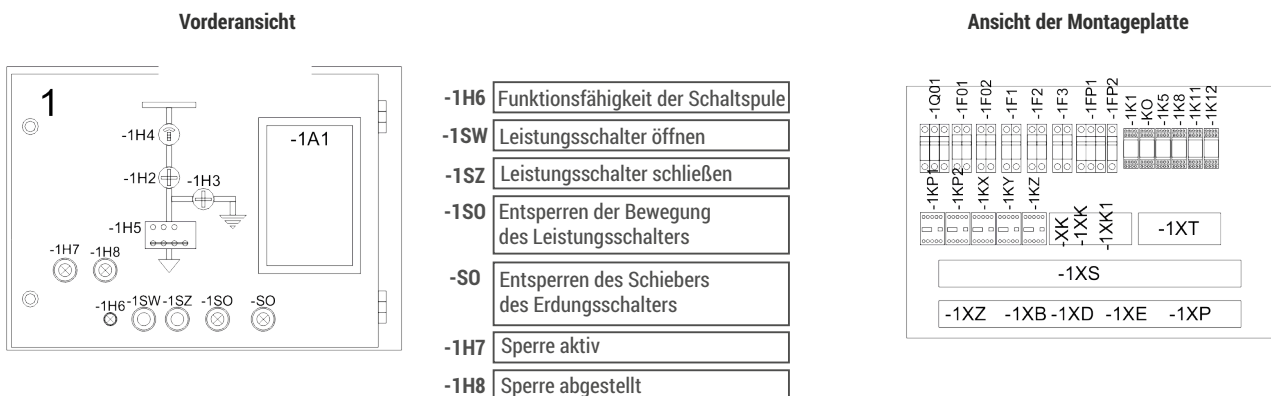 Vorderansicht
1
-1H4
-1A1
-1H2
-1H3
-1H5
-1H7
-1H8
-1H6
-1SW
-1SZ
-1SO
-SO
-1H6 Funktionsfähigkeit der Schaltspule
-1SW Leistungsschalter öffnen
-1SZ Leistungsschalter schließen
-1SO Entsperren der Bewegung
des Leistungsschalters
-SO Entsperren des Schiebers
des Erdungsschalters
-1H7 Sperre aktiv
-1H8 Sperre abgestellt
Ansicht der Montageplatte
-1Q01
-1F01
-1F02
-1F1
-1F2
-1F3
-1FP1
-1FP2
-1K1
-KO
-1K5
-1K8
-1K11
-1K12
-1KP1
-1KP2
-1KX
-1KY
-1KZ
-XK
-1XK
-1XK1
-1XT
-1XS
-1XZ -1XB -1XD -1XE -1XP